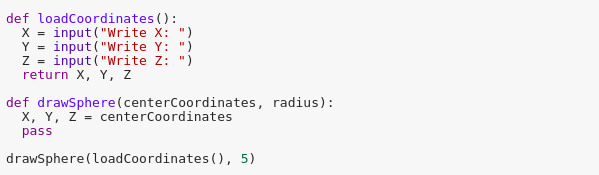 def loadCoordinates():
  X = input("Write X: ")
  Y = input("Write Y: ")
  Z = input("Write Z: ")
  return X, Y, Z

def drawSphere(centerCoordinates, radius):
  X, Y, Z = centerCoordinates
  pass

drawSphere(loadCoordinates(), 5)